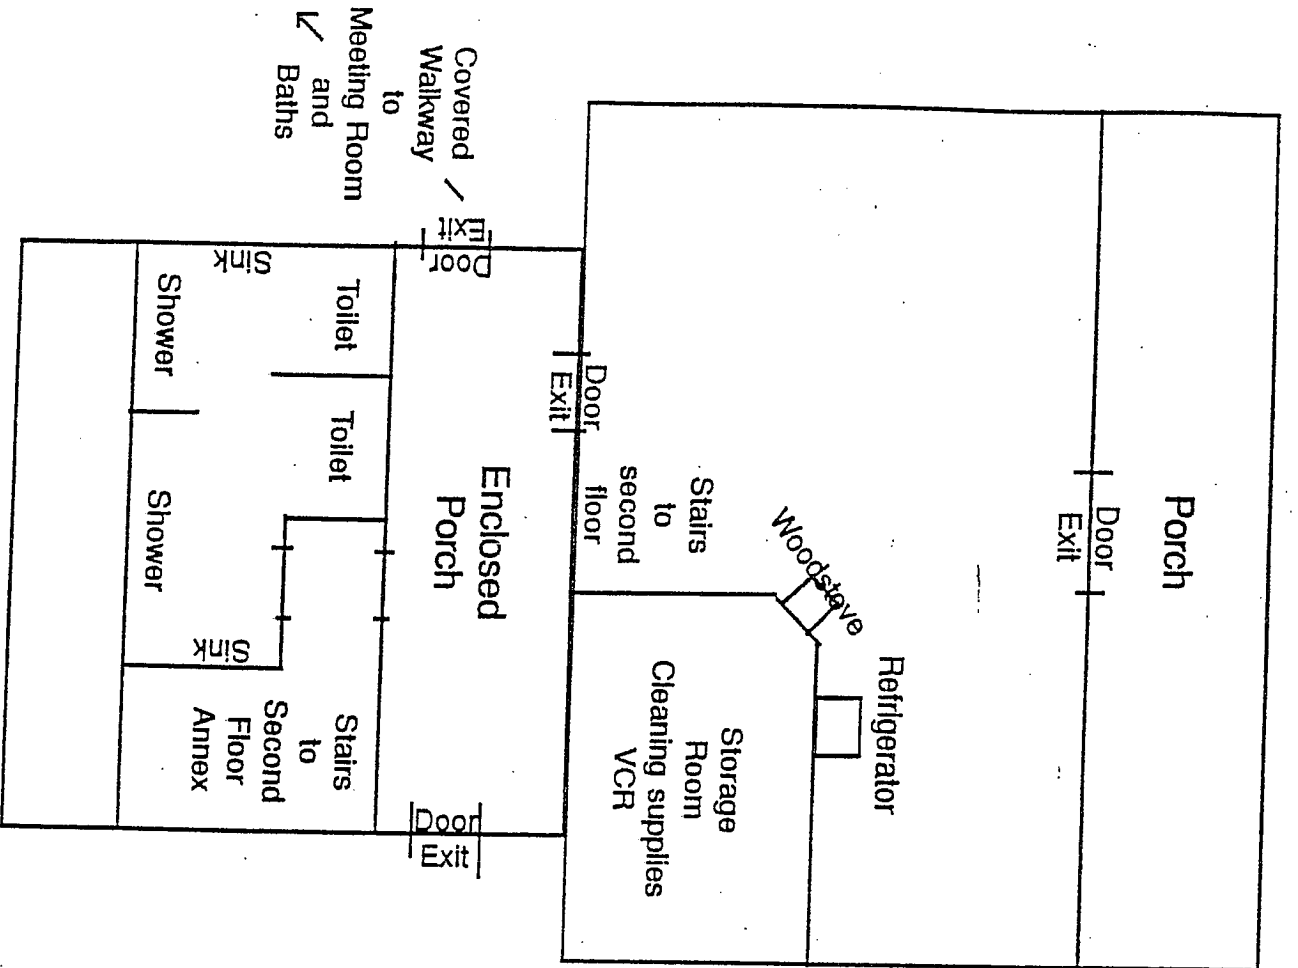 Porch
Door
Exit
Refrigerator
Woodstove
Stairs
to
second
floor
Storage
Room
Cleaning supplies
VCR
Door
Exit
Covered
Walkway
to
Meeting Room
and
Baths
Exit
Door
Enclosed
Porch
Door
Exit
Toilet
Toilet
Sink
Shower
Shower
Sink
Stairs
to
Second
Floor
Annex